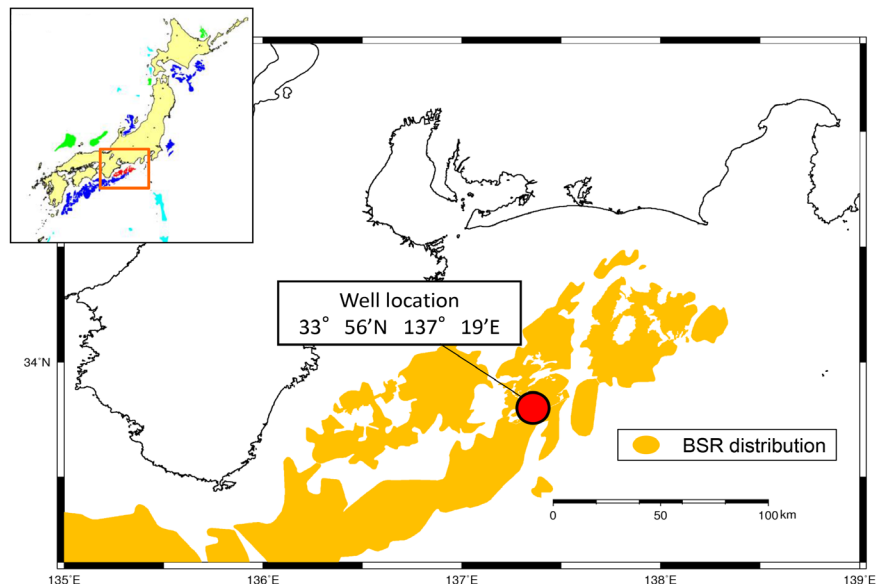 Well location
33° 56’N 137° 19’E
34˚N
BSR distribution
0 50 100 km
135˚E 136˚E 137˚E 138˚E 139˚E